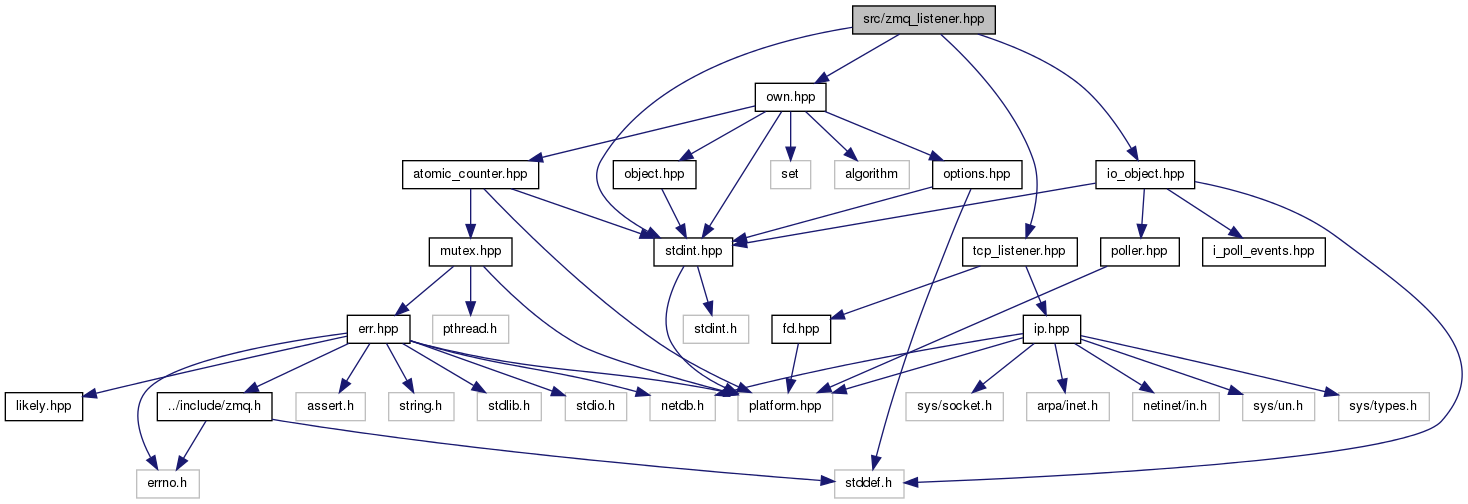 src/zmq_listener.hpp
own.hpp
atomic_counter.hpp
object.hpp
set
algorithm
options.hpp
io_object.hpp
mutex.hpp
stdint.hpp
tcp_listener.hpp
poller.hpp
i_poll_events.hpp
err.hpp
pthread.h
stdint.h
fd.hpp
ip.hpp
likely.hpp
../include/zmq.h
assert.h
string.h
stdlib.h
stdio.h
netdb.h
platform.hpp
sys/socket.h
arpa/inet.h
netinet/in.h
sys/un.h
sys/types.h
errno.h
stddef.h